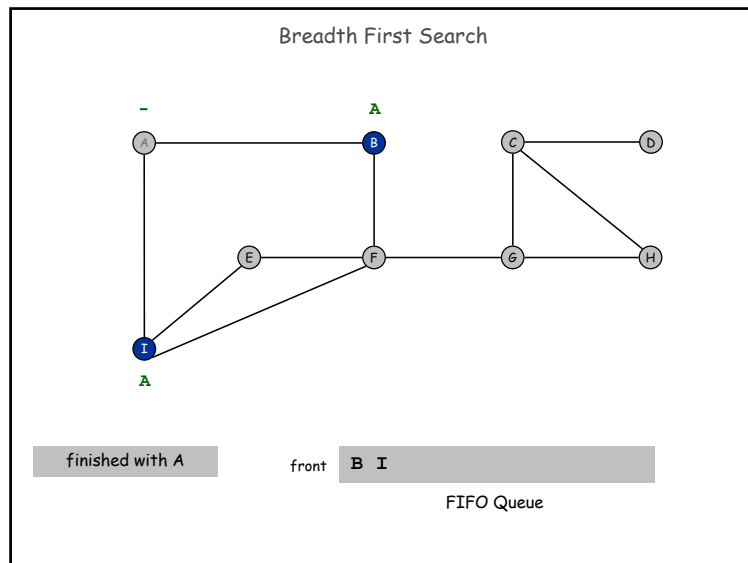 Breadth First Search
- A
A B C D
E F G H
I
A
finished with A
front B I
FIFO Queue